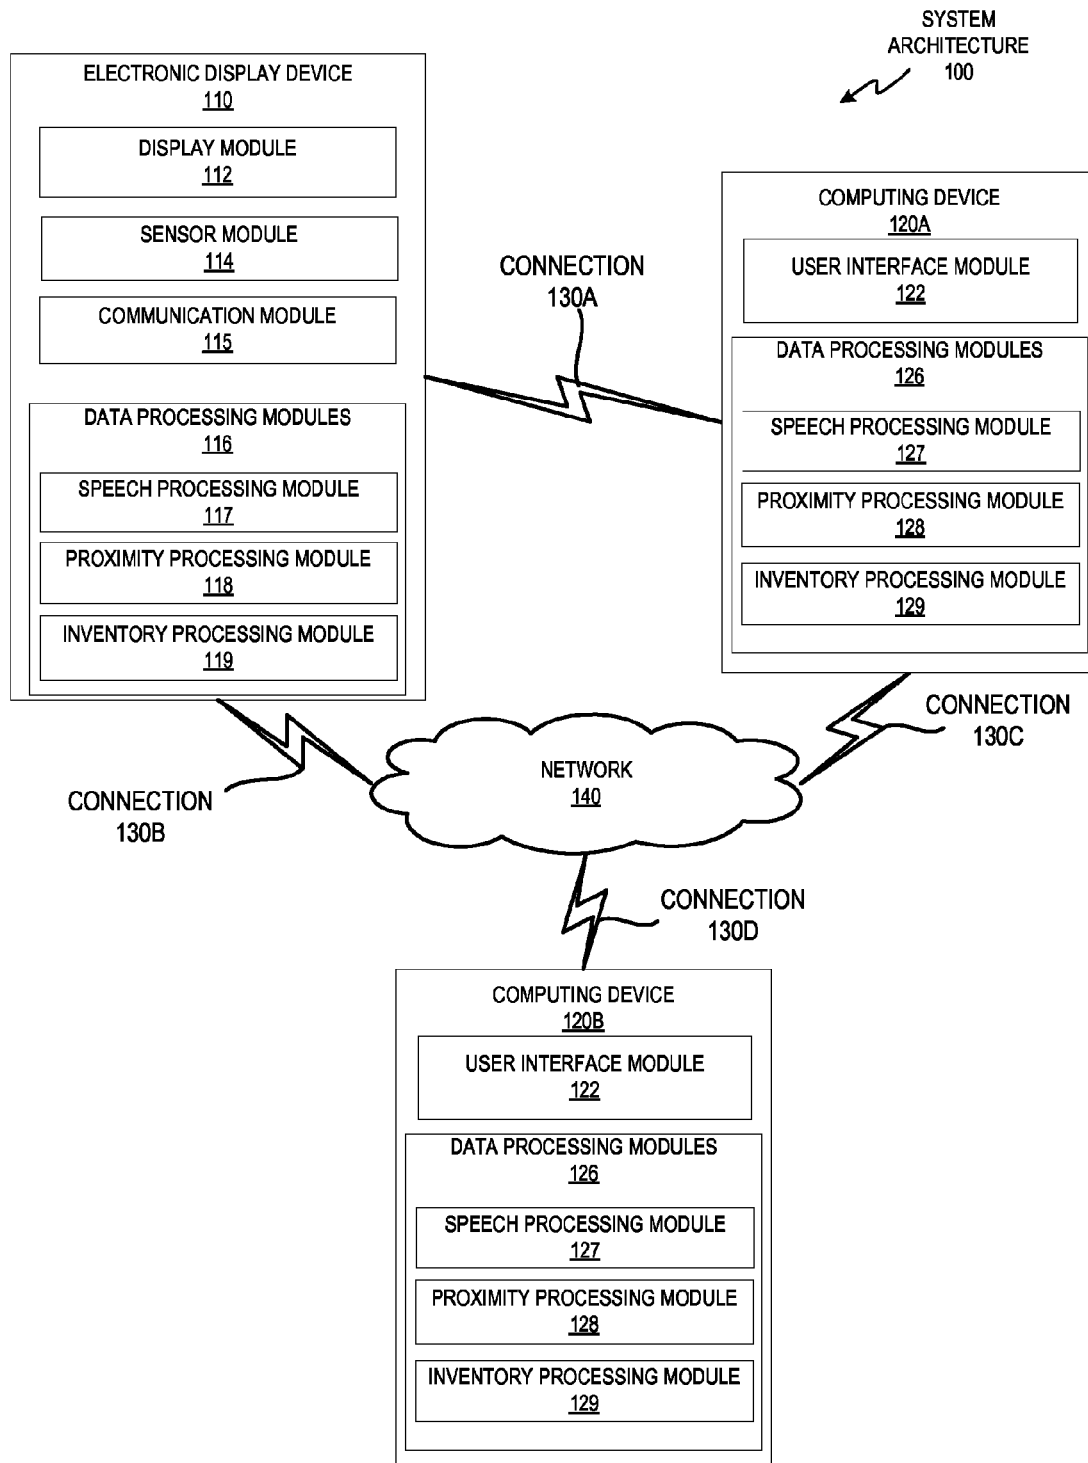 SYSTEM
ARCHITECTURE
100
ELECTRONIC DISPLAY DEVICE
110
DISPLAY MODULE
112
SENSOR MODULE
114
COMMUNICATION MODULE
115
DATA PROCESSING MODULES
116
SPEECH PROCESSING MODULE
117
PROXIMITY PROCESSING MODULE
118
INVENTORY PROCESSING MODULE
119
CONNECTION
130A
COMPUTING DEVICE
120A
USER INTERFACE MODULE
122
DATA PROCESSING MODULES
126
SPEECH PROCESSING MODULE
127
PROXIMITY PROCESSING MODULE
128
INVENTORY PROCESSING MODULE
129
CONNECTION
130B
NETWORK
140
CONNECTION
130C
CONNECTION
130D
COMPUTING DEVICE
120B
USER INTERFACE MODULE
122
DATA PROCESSING MODULES
126
SPEECH PROCESSING MODULE
127
PROXIMITY PROCESSING MODULE
128
INVENTORY PROCESSING MODULE
129